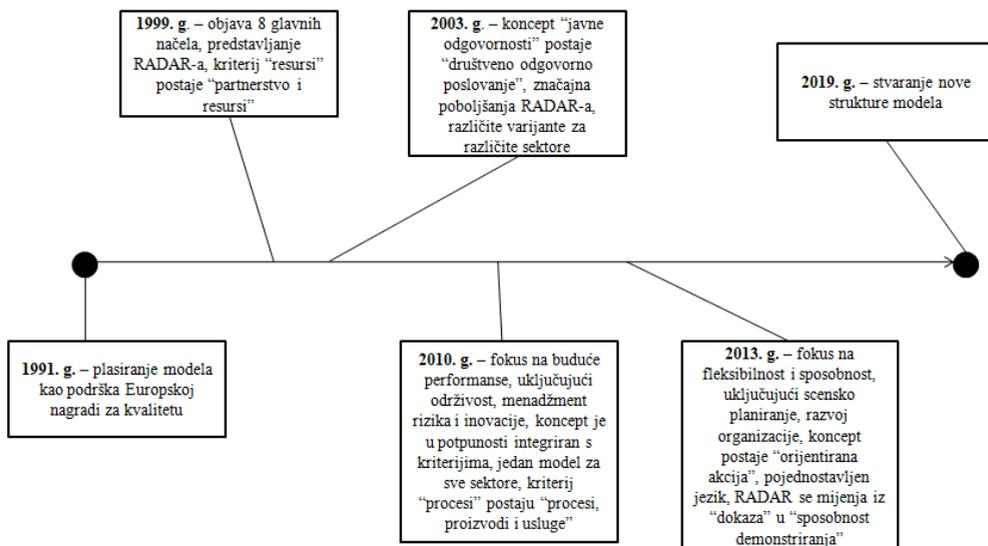 1999. g. – objava 8 glavnih
načela, predstavljanje
RADAR-a, kriterij “resursi”
postaje “partnerstvo i
resursi”
2003. g. – koncept “javne
odgovornosti” postaje
“društveno odgovorno
poslovanje”, značajna
poboljšanja RADAR-a,
različite varijante za
različite sektore
2019. g. – stvaranje nove
strukture modela
1991. g. – plasiranje modela
kao podrška Europskoj
nagradi za kvalitetu
2010. g. – fokus na buduće
performanse, uključujući
održivost, menadžment
rizika i inovacije, koncept je
u potpunosti integriran s
kriterijima, jedan model za
sve sektore, kriterij
“procesi” postaju “procesi,
proizvodi i usluge”
2013. g. – fokus na
fleksibilnost i sposobnost,
uključujući scensko
planiranje, razvoj
organizacije, koncept
postaje “orijentirana
akcija”, pojednostavljen
jezik, RADAR se mijenja iz
“dokaza” u “sposobnost
demonstriranja”